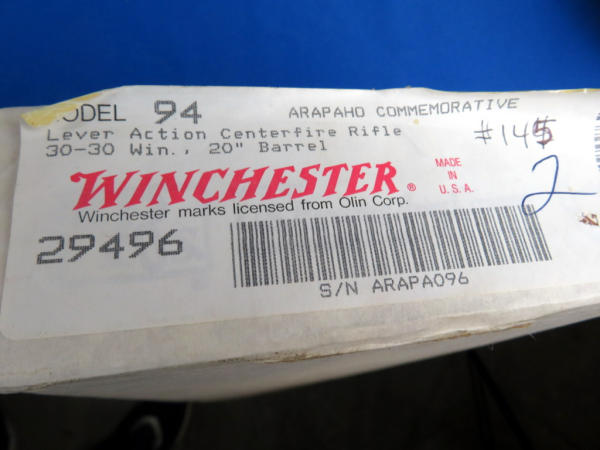 MODEL 94 ARAPAHO COMMEMORATIVE
Lever Action Centerfire Rifle
30-30 Win., 20" Barrel
WINCHESTER®
MADE
IN
U.S.A.
Winchester marks licensed from Olin Corp.
29496
S/N ARAPA096
#145
2